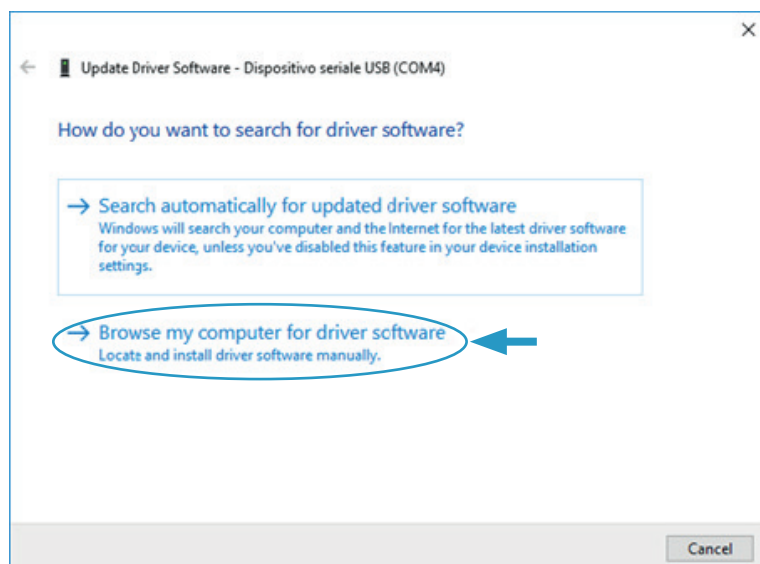 Update Driver Software - Dispositivo seriale USB (COM4)
How do you want to search for driver software?
Search automatically for updated driver software
Windows will search your computer and the Internet for the latest driver software
for your device, unless you've disabled this feature in your device installation
settings.
Browse my computer for driver software
Locate and install driver software manually.
Cancel